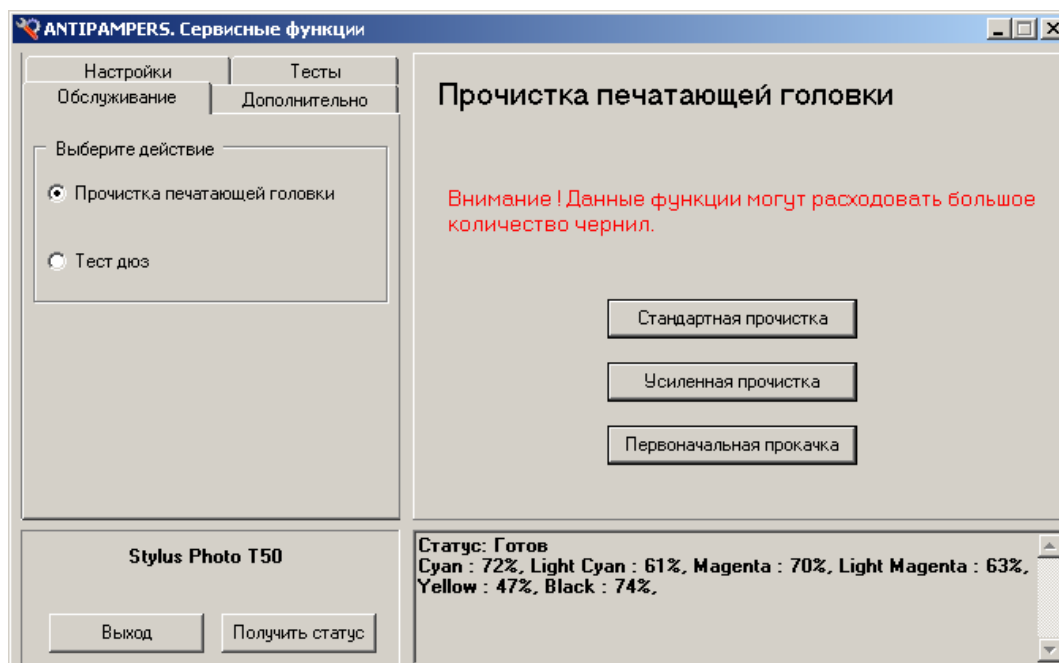 ANTIPAMPERS. Сервисные функции
Настройки
Тесты
Обслуживание
Дополнительно
Выберите действие
Прочистка печатающей головки
Тест дюз
Прочистка печатающей головки
Внимание ! Данные функции могут расходовать большое
количество чернил.
Стандартная прочистка
Усиленная прочистка
Первоначальная прокачка
Stylus Photo T50
Выход
Получить статус
Статус: Готов
Cyan : 72%, Light Cyan : 61%, Magenta : 70%, Light Magenta : 63%,
Yellow : 47%, Black : 74%,